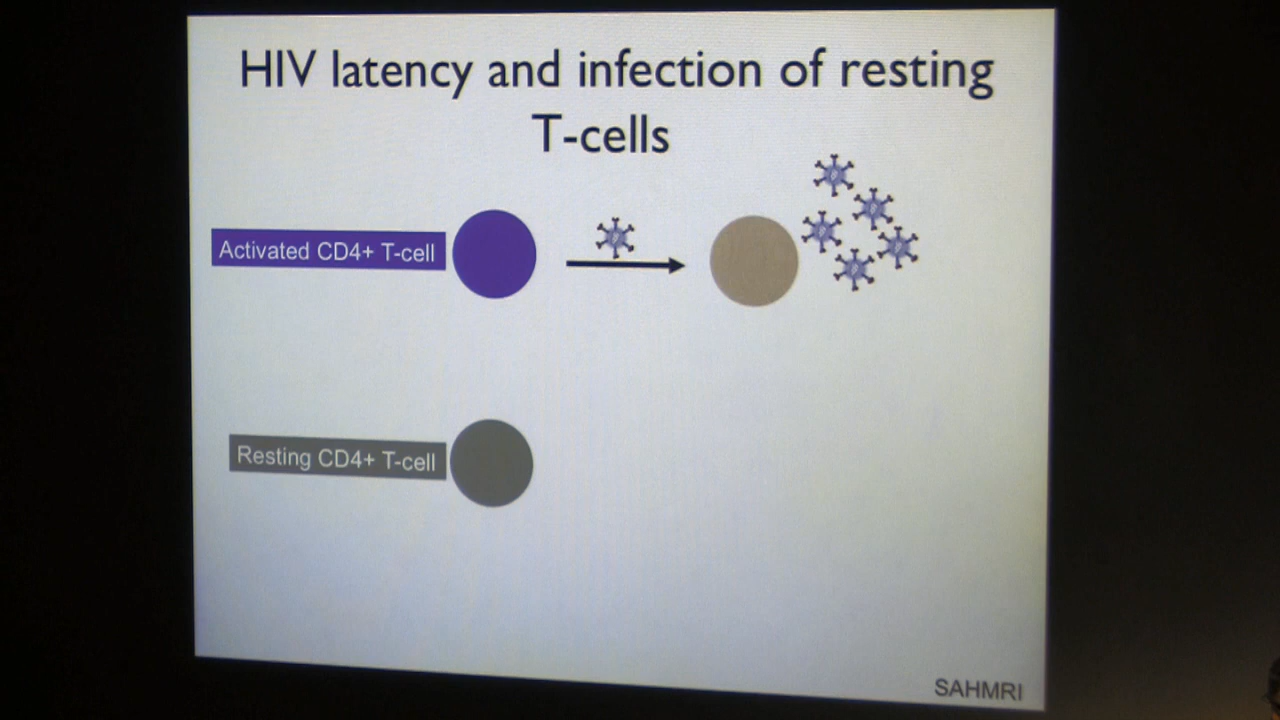 HIV latency and infection of resting
T-cells
Activated CD4+ T-cell
Resting CD4+ T-cell
SAHMRI